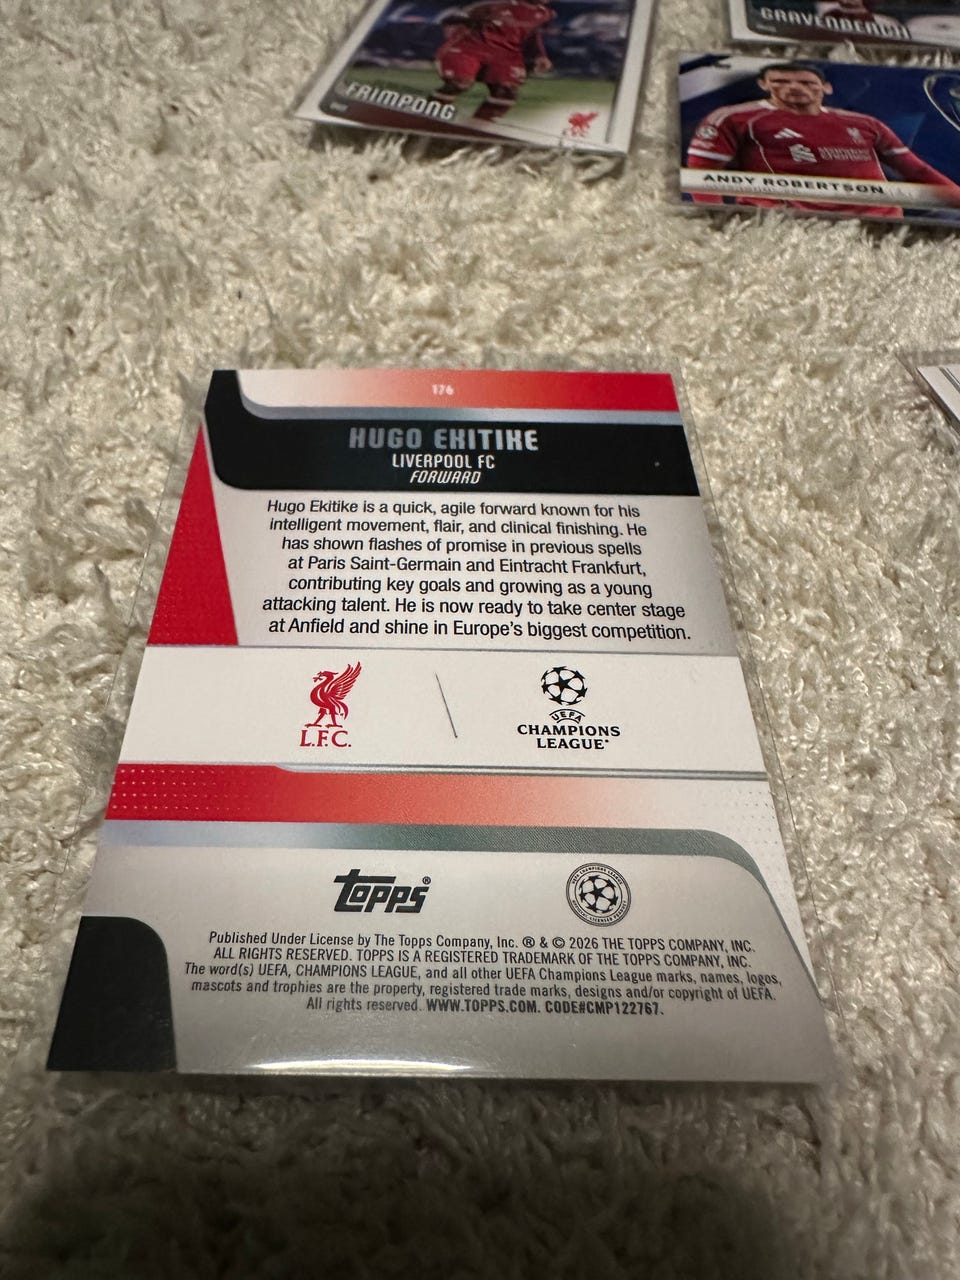 GRAVENBERCH
FRIMPONG
ANDY ROBERTSON
176
HUGO EKITIKE
LIVERPOOL FC
FORWARD
Hugo Ekitike is a quick, agile forward known for his
intelligent movement, flair, and clinical finishing. He
has shown flashes of promise in previous spells
at Paris Saint-Germain and Eintracht Frankfurt,
contributing key goals and growing as a young
attacking talent. He is now ready to take center stage
at Anfield and shine in Europe's biggest competition.
L.F.C.
UEFA
CHAMPIONS
LEAGUE®
topps®
Published Under License by The Topps Company, Inc. ® & © 2026 THE TOPPS COMPANY, INC.
ALL RIGHTS RESERVED. TOPPS IS A REGISTERED TRADEMARK OF THE TOPPS COMPANY, INC.
The word(s) UEFA, CHAMPIONS LEAGUE, and all other UEFA Champions League marks, names, logos,
mascots and trophies are the property, registered trade marks, designs and/or copyright of UEFA.
All rights reserved. WWW.TOPPS.COM. CODE#CMP122767.